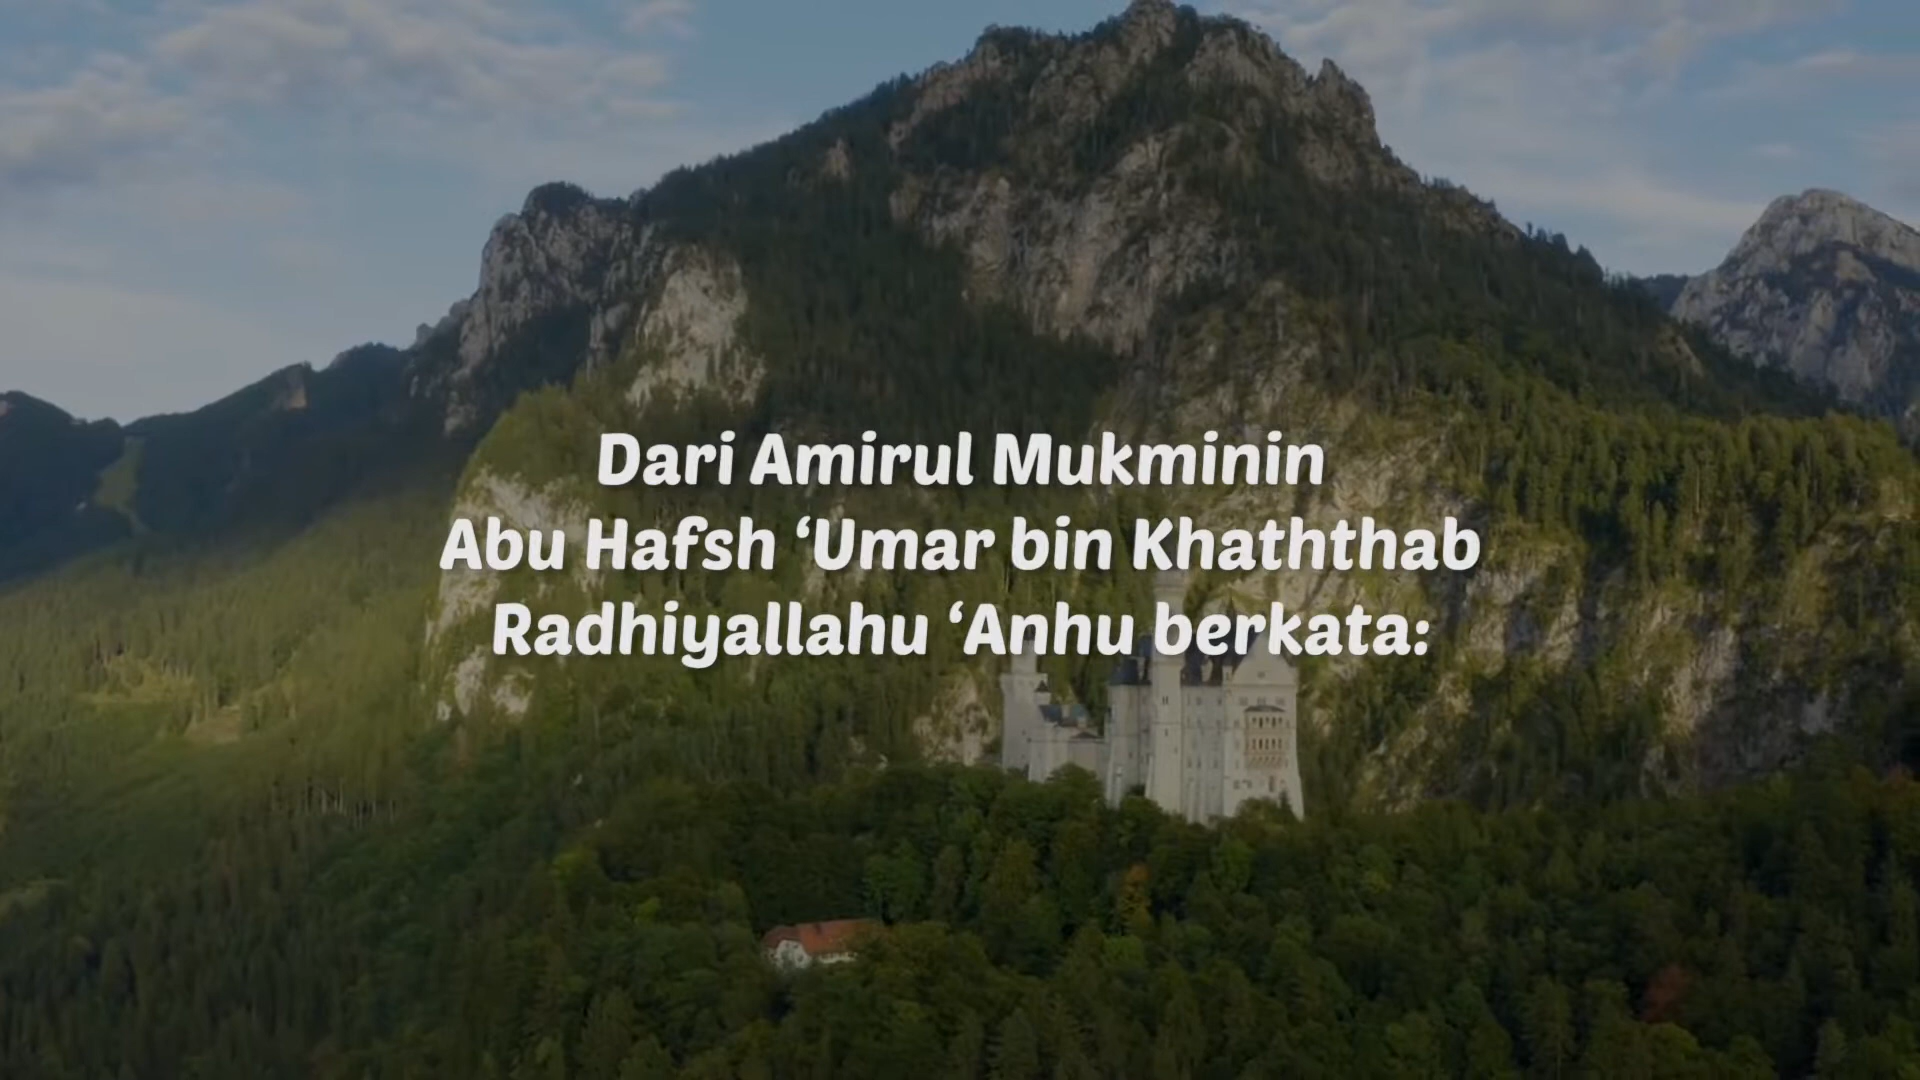 Dari Amirul Mukminin
Abu Hafsh ‘Umar bin Khaththab
Radhiyallahu ‘Anhu berkata: